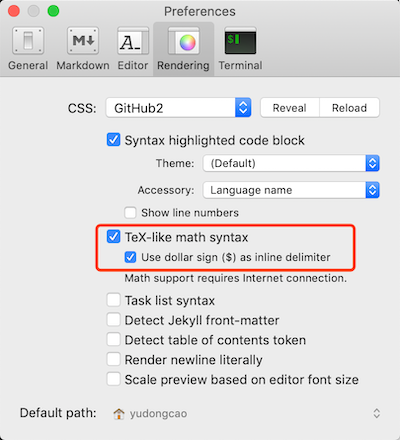 Preferences
General Markdown Editor Rendering Terminal
CSS: GitHub2 Reveal Reload
Syntax highlighted code block
Theme: (Default)
Accessory: Language name
Show line numbers
TeX-like math syntax
Use dollar sign ($) as inline delimiter
Math support requires Internet connection.
Task list syntax
Detect Jekyll front-matter
Detect table of contents token
Render newline literally
Scale preview based on editor font size
Default path: yudongcao